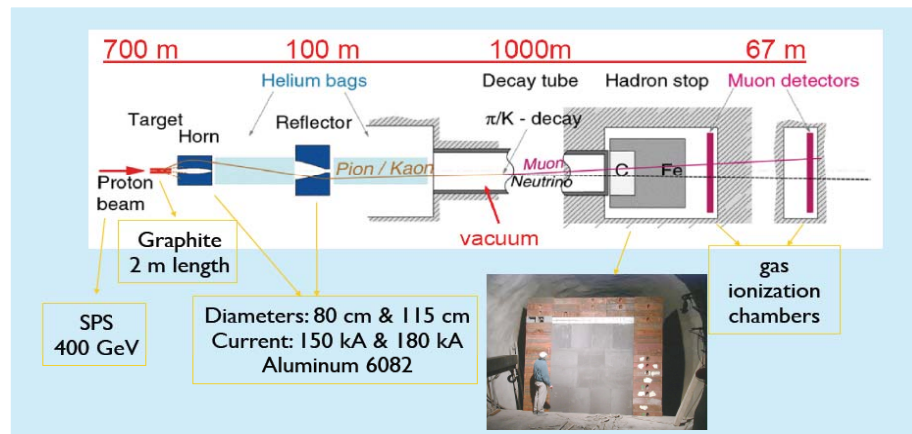 700 m 100 m 1000m 67 m
Helium bags Decay tube Hadron stop Muon detectors
Target
Horn Reflector π/K - decay
Pion / Kaon Muon C Fe
Neutrino
Proton
beam
vacuum
Graphite
2 m length
gas
ionization
chambers
SPS
400 GeV
Diameters: 80 cm & 115 cm
Current: 150 kA & 180 kA
Aluminum 6082